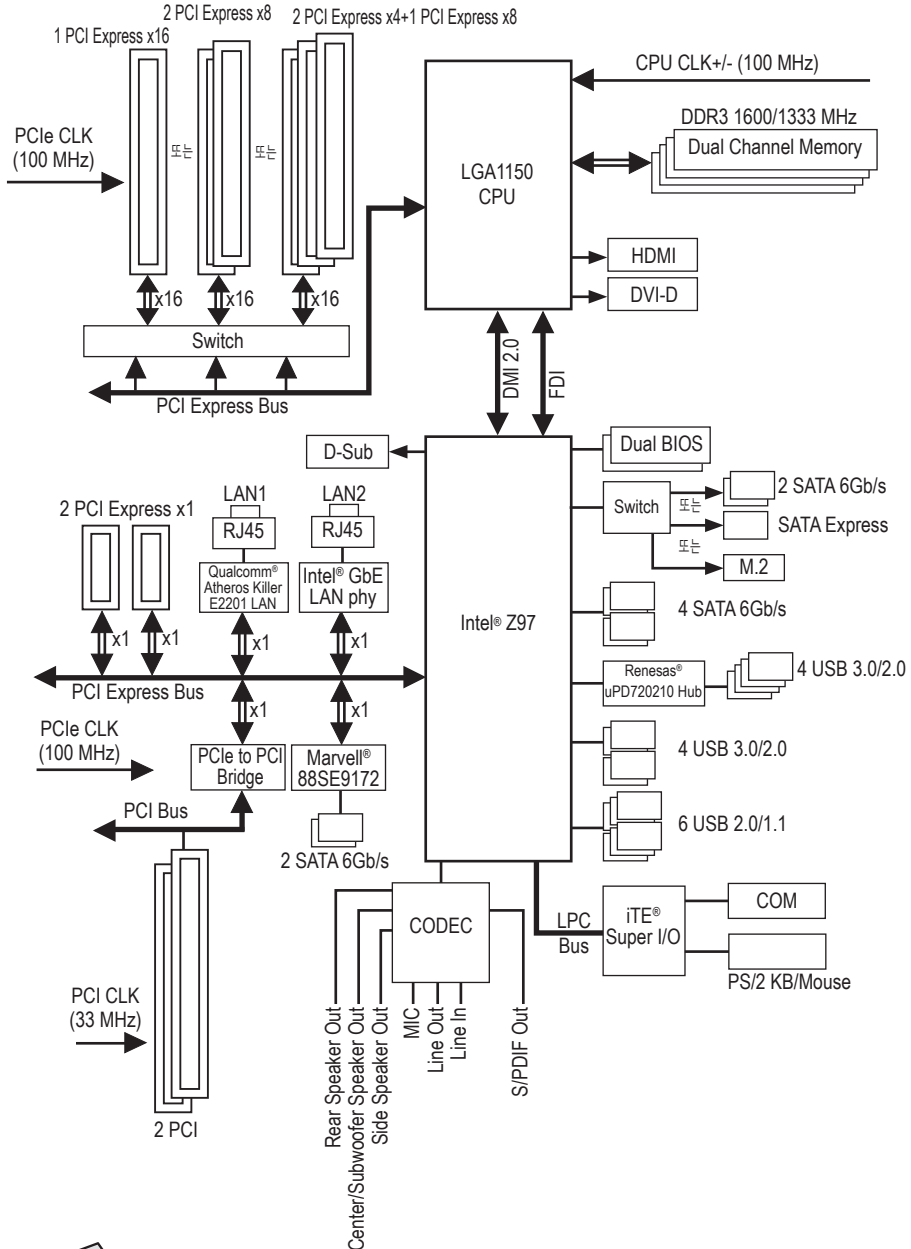 2 PCI Express x8
2 PCI Express x4+1 PCI Express x8
1 PCI Express x16
PCIe CLK
(100 MHz)
或
或
x16
x16
x16
Switch
PCI Express Bus
LGA1150
CPU
CPU CLK+/- (100 MHz)
DDR3 1600/1333 MHz
Dual Channel Memory
HDMI
DVI-D
DMI 2.0
FDI
D-Sub
Dual BIOS
Switch
或
或
2 SATA 6Gb/s
SATA Express
M.2
LAN1
LAN2
RJ45
RJ45
2 PCI Express x1
Qualcomm®
Atheros Killer
E2201 LAN
Intel® GbE
LAN phy
Intel® Z97
4 SATA 6Gb/s
x1
x1
x1
x1
PCI Express Bus
Renesas®
uPD720210 Hub
4 USB 3.0/2.0
x1
x1
PCIe CLK
(100 MHz)
PCIe to PCI
Bridge
Marvell®
88SE9172
4 USB 3.0/2.0
PCI Bus
2 SATA 6Gb/s
6 USB 2.0/1.1
CODEC
LPC
Bus
iTE®
Super I/O
COM
PS/2 KB/Mouse
PCI CLK
(33 MHz)
2 PCI
Rear Speaker Out
Center/Subwoofer Speaker Out
Side Speaker Out
MIC
Line Out
Line In
S/PDIF Out